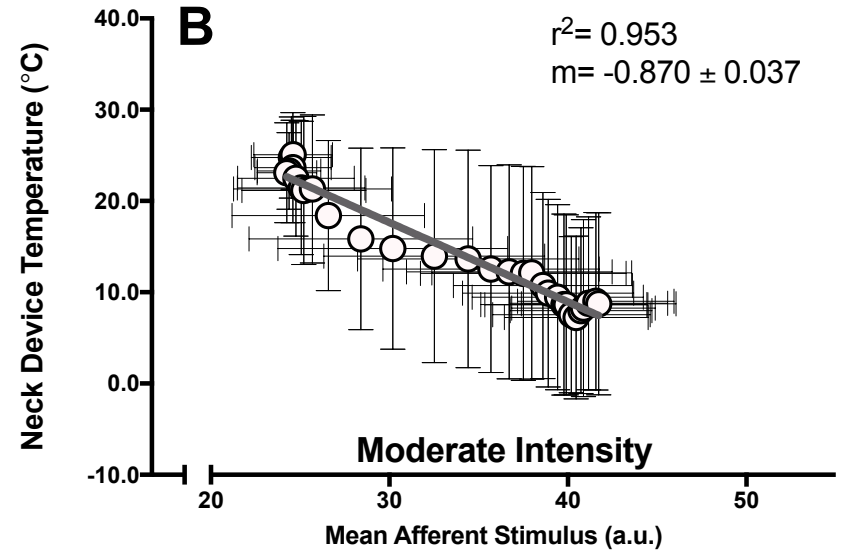 B
r²= 0.953
m= -0.870 ± 0.037
Neck Device Temperature (°C)
40.0
30.0
20.0
10.0
0.0
-10.0
Moderate Intensity
20 30 40 50
Mean Afferent Stimulus (a.u.)